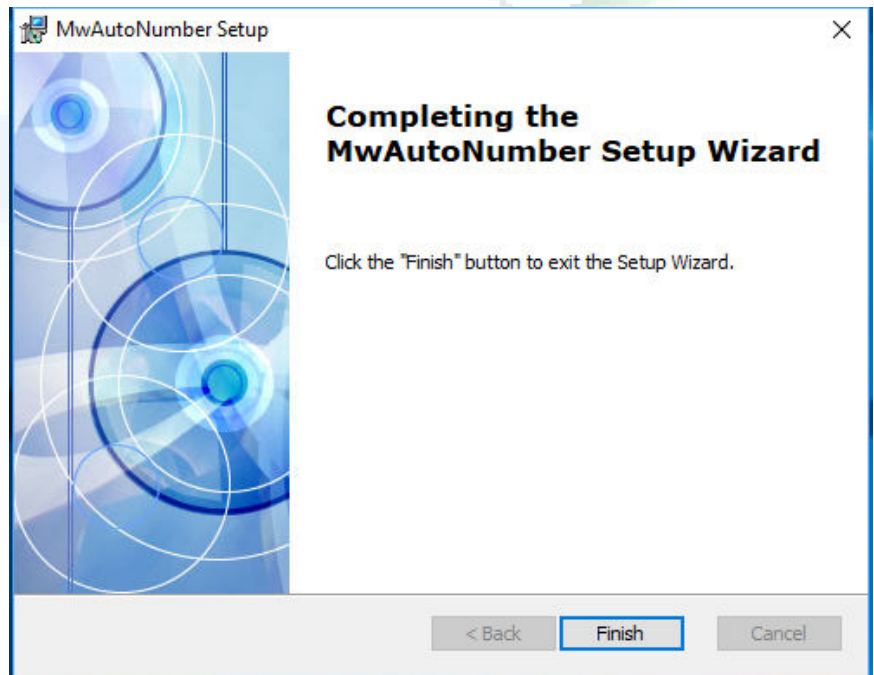 MwAutoNumber Setup
Completing the
MwAutoNumber Setup Wizard
Click the "Finish" button to exit the Setup Wizard.
< Back
Finish
Cancel